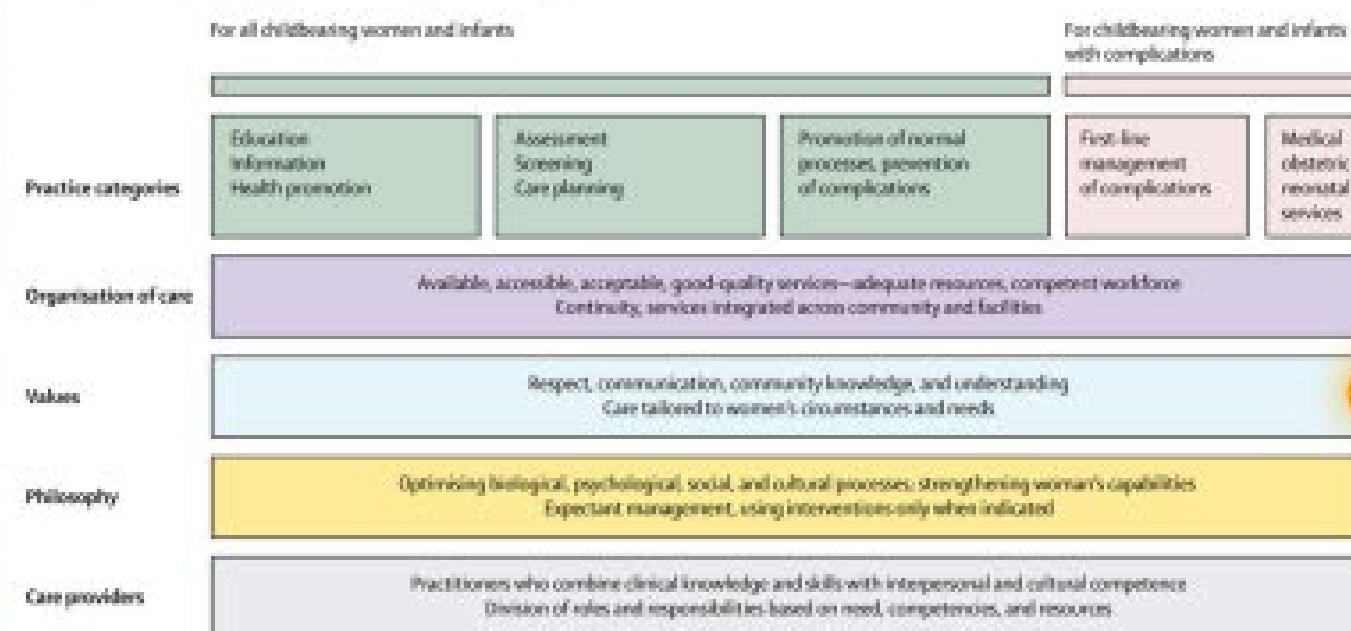 For all childbearing women and infants
For childbearing women and infants
with complications
Practice categories
Education
Information
Health promotion
Assessment
Screening
Care planning
Promotion of normal
processes, prevention
of complications
First-line
management
of complications
Medical
obstetric
neonatal
services
Organisation of care
Available, accessible, acceptable, good-quality services—adequate resources, competent workforce
Continuity, services integrated across community and facilities
Values
Respect, communication, community knowledge, and understanding
Care tailored to women's circumstances and needs
Philosophy
Optimising biological, psychological, social, and cultural processes; strengthening woman's capabilities
Expectant management, using interventions only when indicated
Care providers
Practitioners who combine clinical knowledge and skills with interpersonal and cultural competence
Division of roles and responsibilities based on need, competencies, and resources